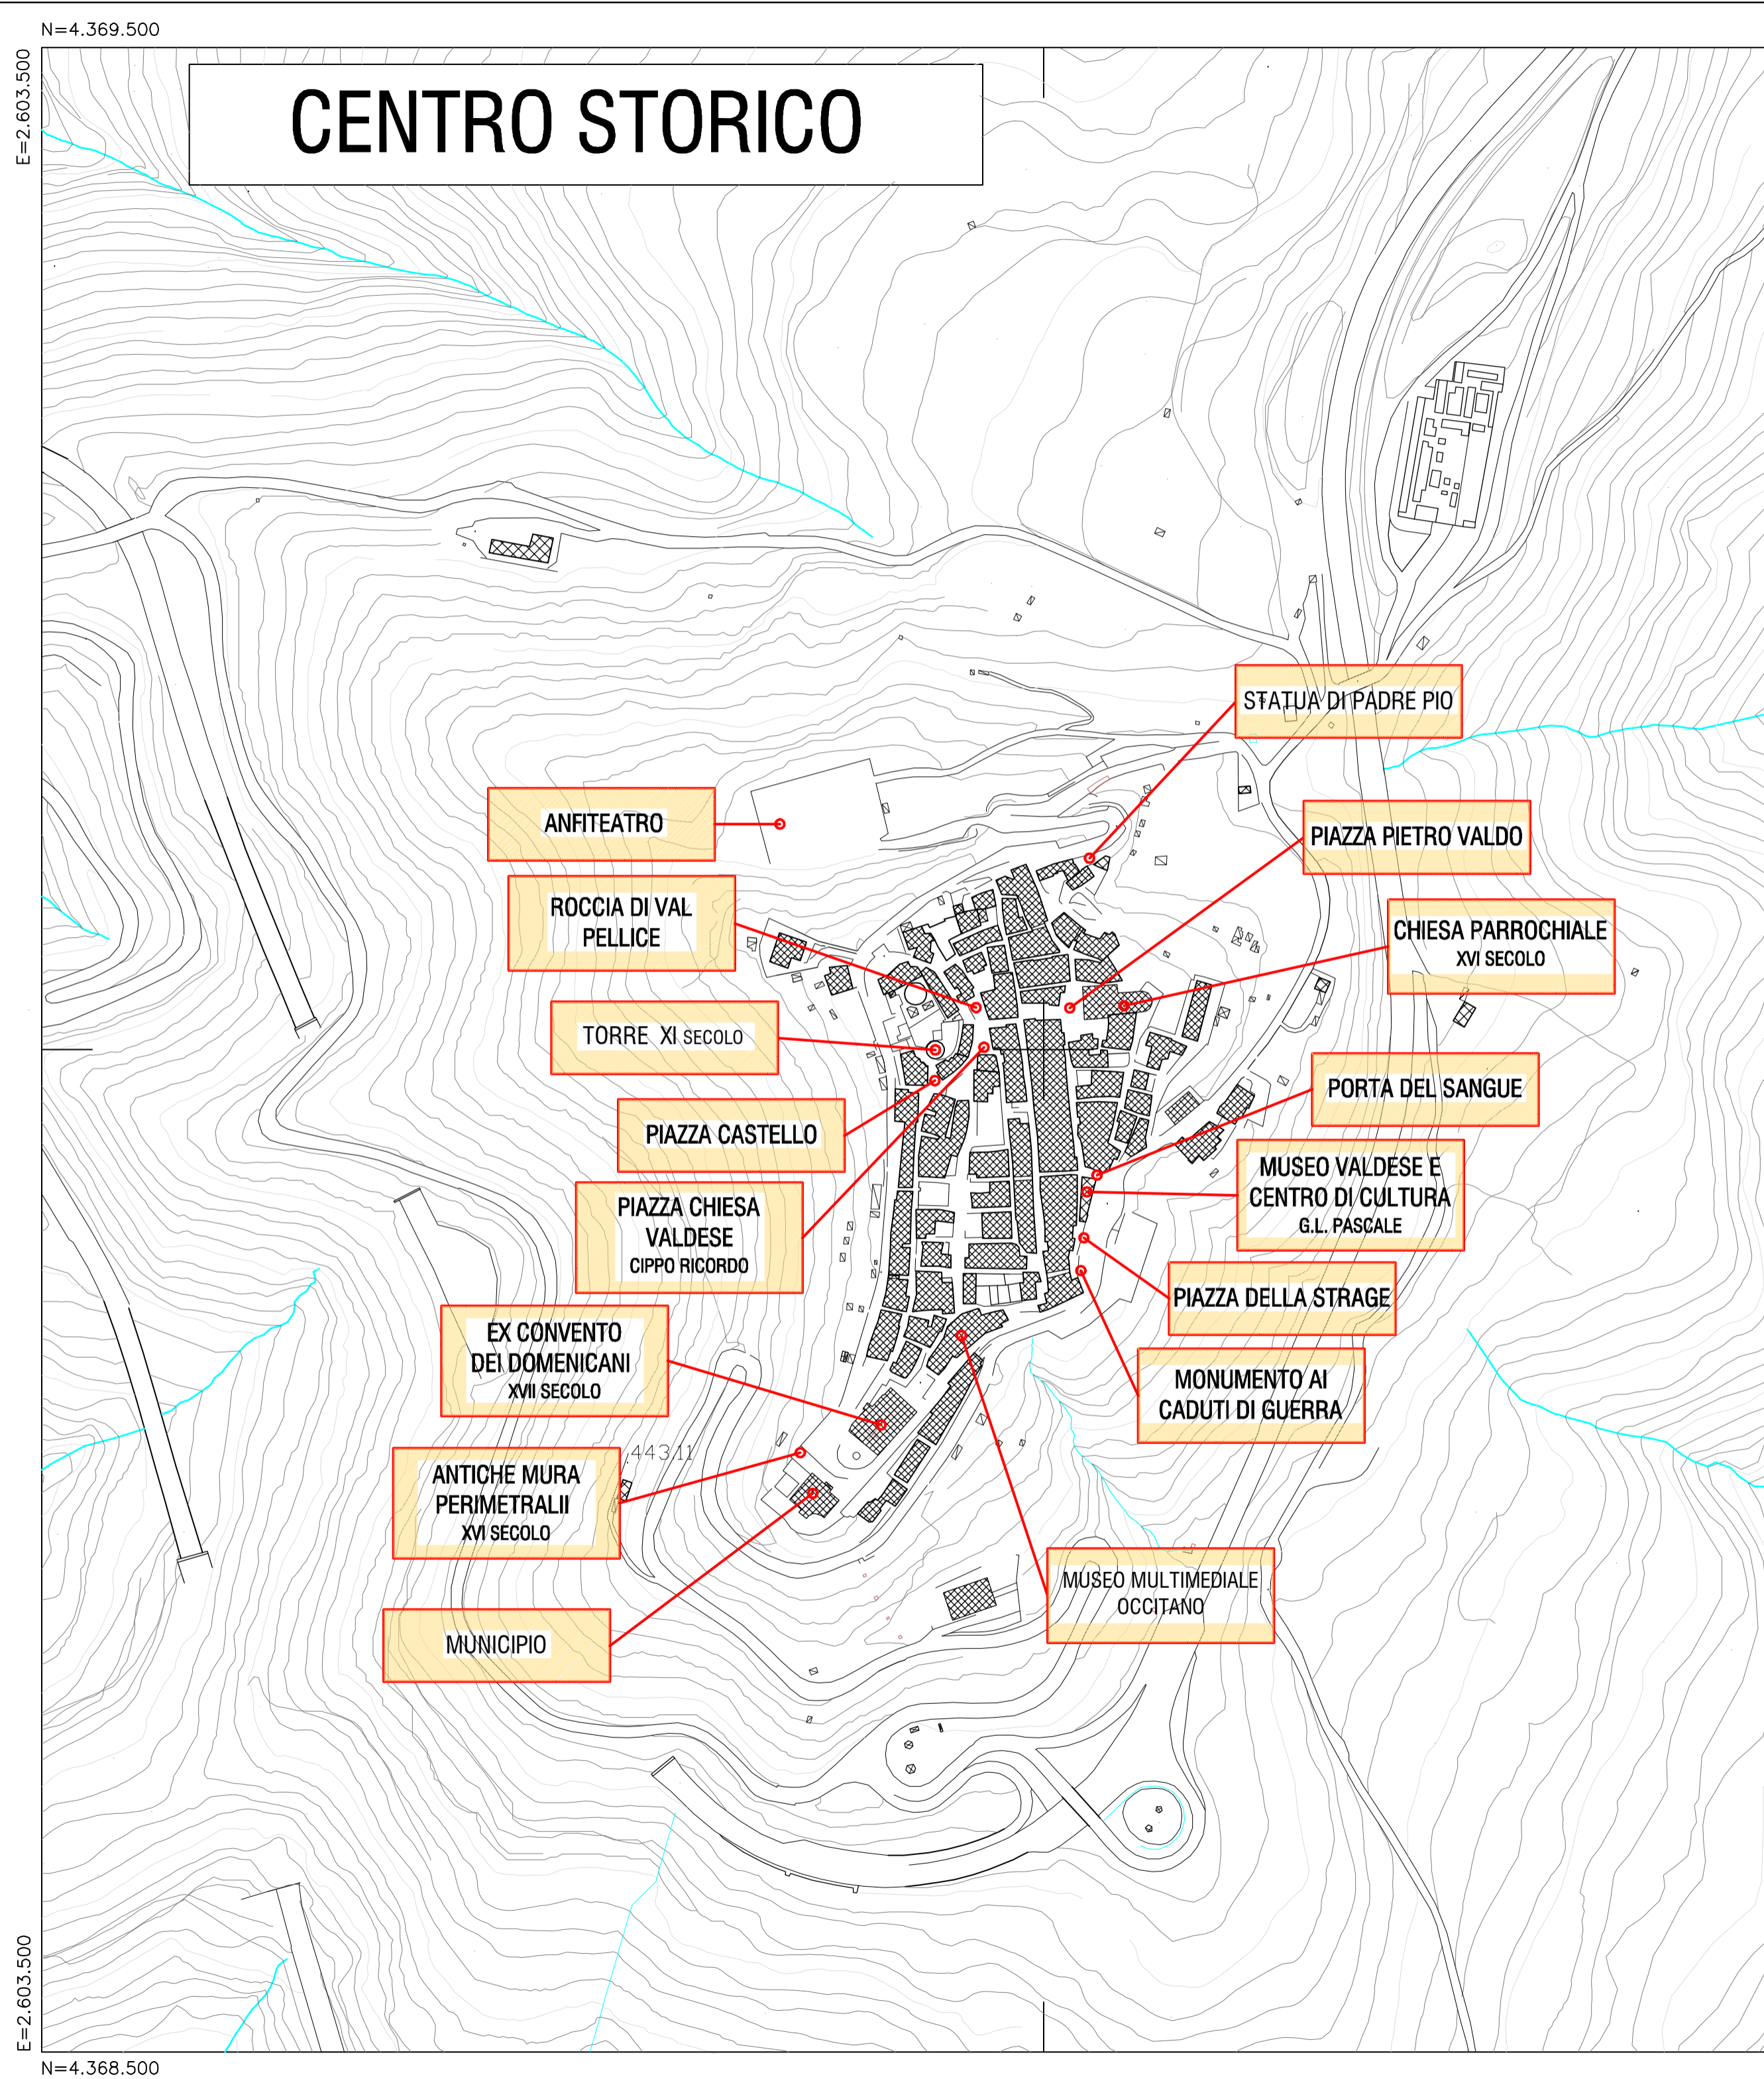 N=4.369.500
E=2.603.500
CENTRO STORICO
STATUA DI PADRE PIO
ANFITEATRO
PIAZZA PIETRO VALDO
ROCCIA DI VAL
PELLICE
CHIESA PARROCHIALE
XVI SECOLO
TORRE XI SECOLO
PORTA DEL SANGUE
PIAZZA CASTELLO
MUSEO VALDESE E
CENTRO DI CULTURA
G.L. PASCALE
PIAZZA CHIESA
VALDESE
CIPPO RICORDO
PIAZZA DELLA STRAGE
EX CONVENTO
DEI DOMENICANI
XVII SECOLO
MONUMENTO AI
CADUTI DI GUERRA
443.11
ANTICHE MURA
PERIMETRALII
XVI SECOLO
MUSEO MULTIMEDIALE
OCCITANO
MUNICIPIO
E=2.603.500
N=4.368.500